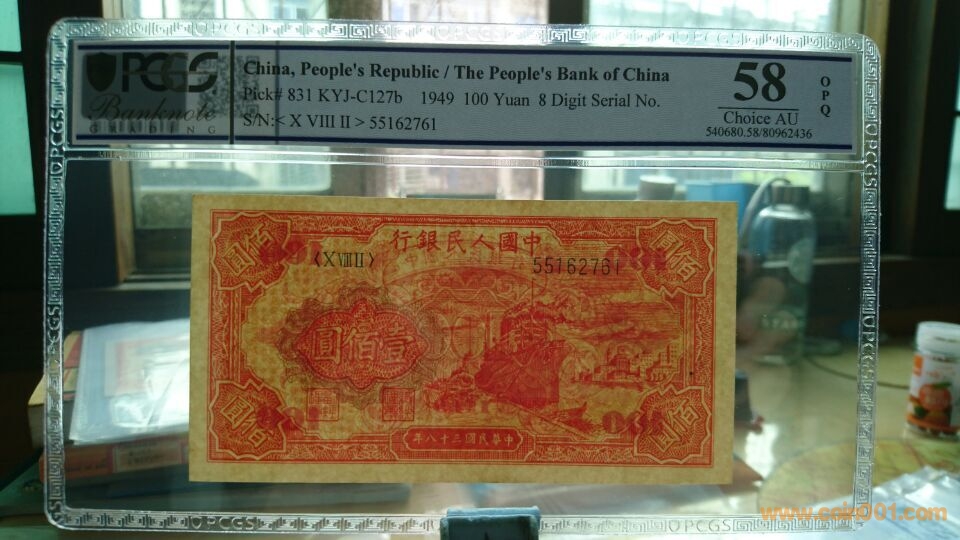 PCGS
Banknote
GRADING
China, People's Republic / The People's Bank of China
Pick# 831 KYJ-C127b 1949 100 Yuan 8 Digit Serial No.
S/N:< X VIII II > 55162761
58
Choice AU
540680.58/80962436
OPQ
行銀民人國中
<X VIII II>
55162761
圓佰
佰圓
圓佰壹
圓佰
佰圓
年八十三國民華中
www.coin001.com